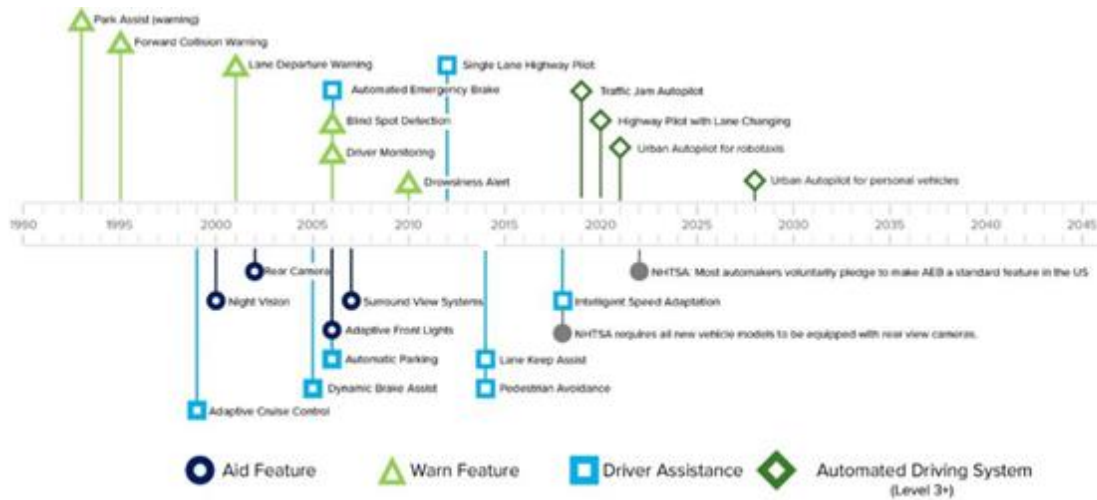 Park Assist (warning)
Forward Collision Warning
Lane Departure Warning
Single Lane Highway Pilot
Automated Emergency Brake
Traffic Jam Autopilot
Blind Spot Detection
Highway Pilot with Lane Changing
Driver Monitoring
Urban Autopilot for robotaxis
Drowsiness Alert
Urban Autopilot for personal vehicles
1960 1995 2000 2005 2010 2015 2020 2025 2030 2035 2040 2045
Rear Camera
NHTSA: Most automakers voluntarily pledge to make AEB a standard feature in the US
Night Vision
Surround View Systems
Intelligent Speed Adaptation
Adaptive Front Lights
NHTSA requires all new vehicle models to be equipped with rear view cameras.
Automatic Parking
Lane Keep Assist
Dynamic Brake Assist
Pedestrian Avoidance
Adaptive Cruise Control
Aid Feature
Warn Feature
Driver Assistance
Automated Driving System
(Level 3+)